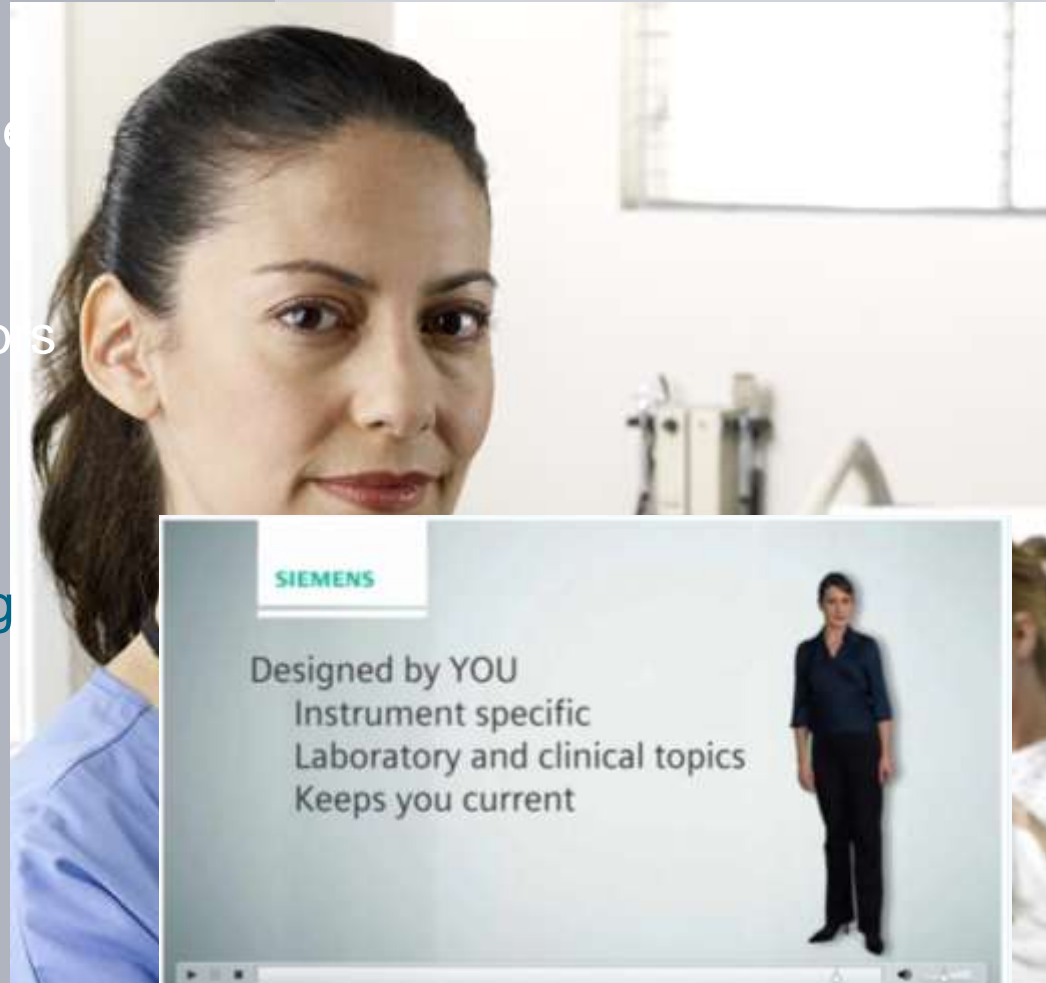 SIEMENS
Designed by YOU
Instrument specific
Laboratory and clinical topics
Keeps you current